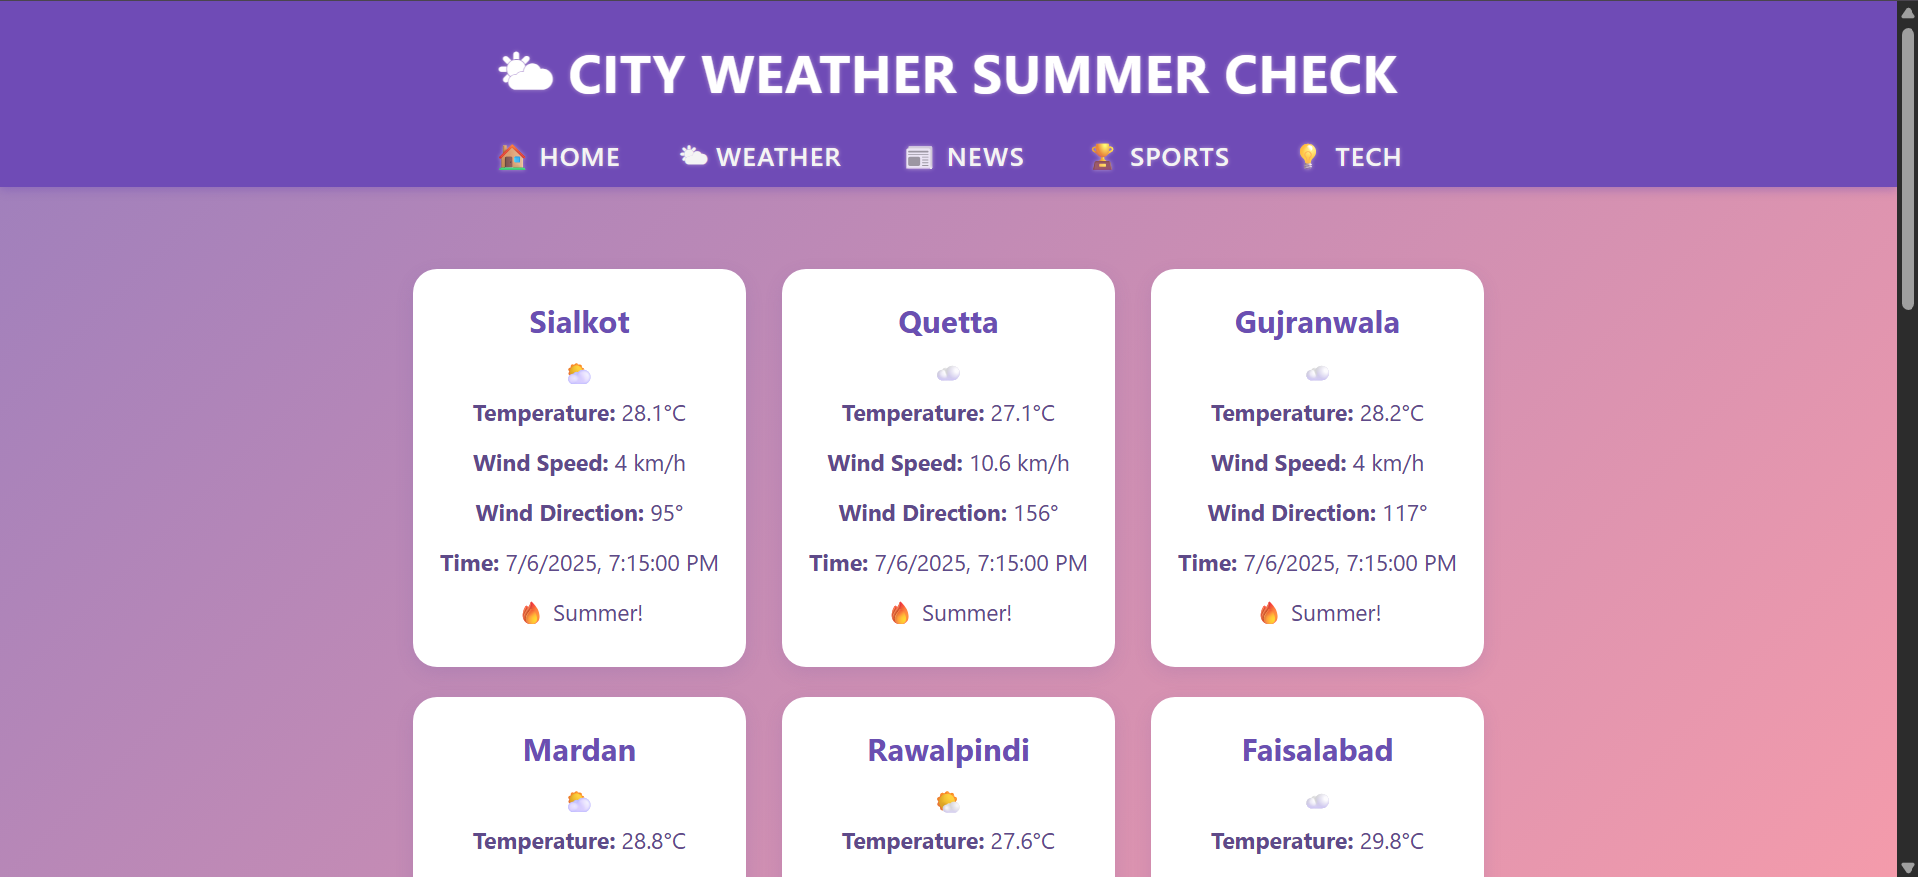 CITY WEATHER SUMMER CHECK
HOME WEATHER NEWS SPORTS TECH
Sialkot
Temperature: 28.1°C
Wind Speed: 4 km/h
Wind Direction: 95°
Time: 7/6/2025, 7:15:00 PM
Summer!
Quetta
Temperature: 27.1°C
Wind Speed: 10.6 km/h
Wind Direction: 156°
Time: 7/6/2025, 7:15:00 PM
Summer!
Gujranwala
Temperature: 28.2°C
Wind Speed: 4 km/h
Wind Direction: 117°
Time: 7/6/2025, 7:15:00 PM
Summer!
Mardan
Temperature: 28.8°C
Rawalpindi
Temperature: 27.6°C
Faisalabad
Temperature: 29.8°C